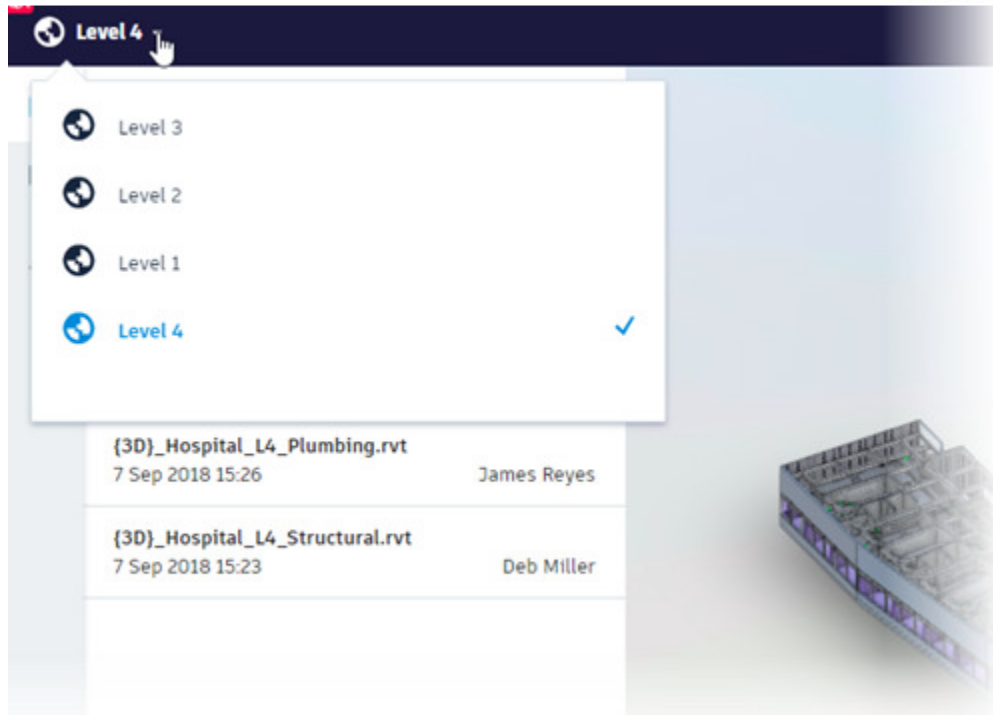 Level 4
Level 3
Level 2
Level 1
Level 4
{3D}_Hospital_L4_Plumbing.rvt
7 Sep 2018 15:26 James Reyes
{3D}_Hospital_L4_Structural.rvt
7 Sep 2018 15:23 Deb Miller